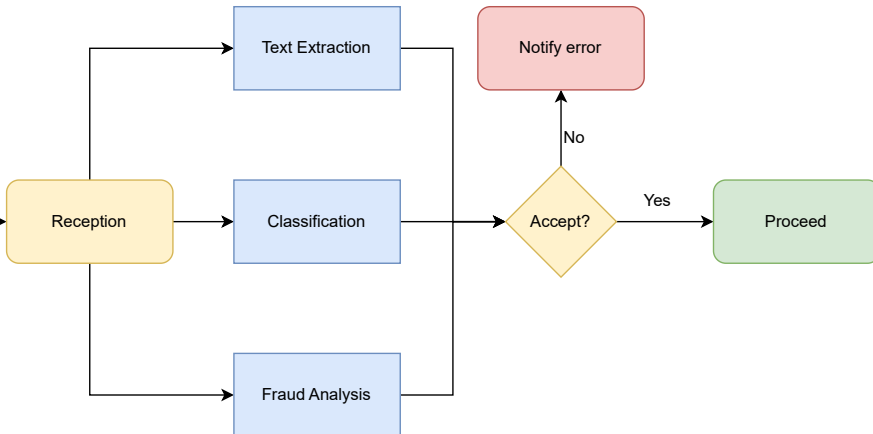 Text Extraction
Notify error
No
Reception
Classification
Accept?
Yes
Proceed
Fraud Analysis